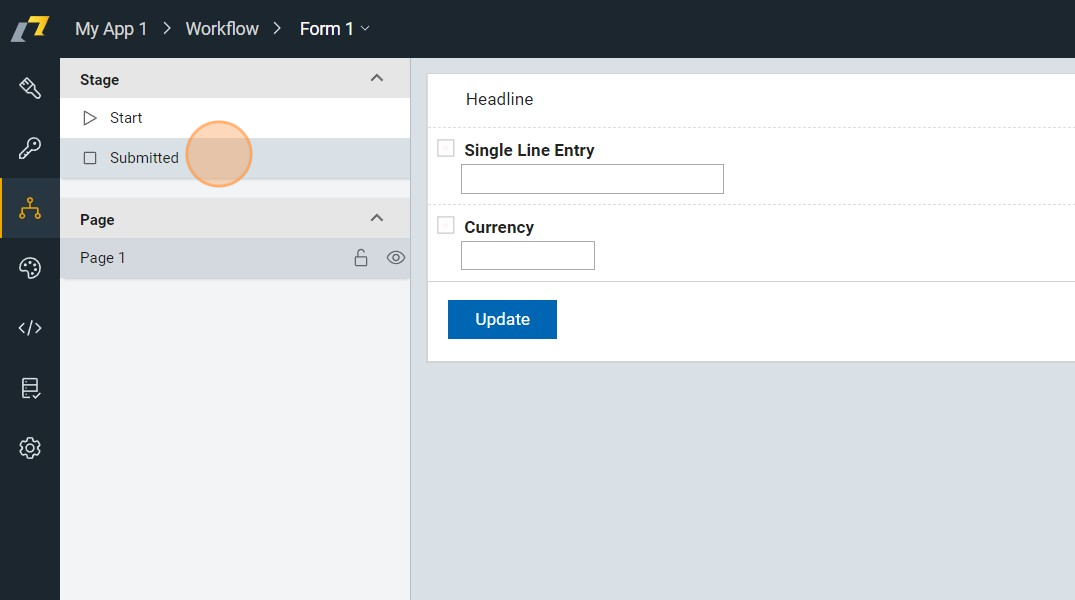 My App 1 > Workflow > Form 1
Stage
Start
Submitted
Page
Page 1
Headline
Single Line Entry
Currency
Update